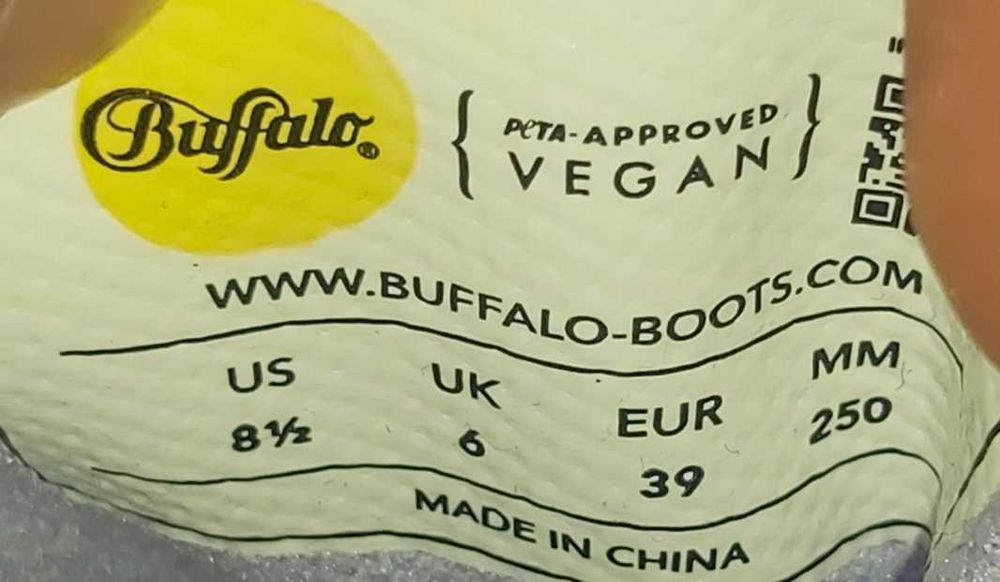 Buffalo®
{ PeTA-APPROVED
VEGAN }
WWW.BUFFALO-BOOTS.COM
US UK EUR MM
8½ 6 39 250
MADE IN CHINA